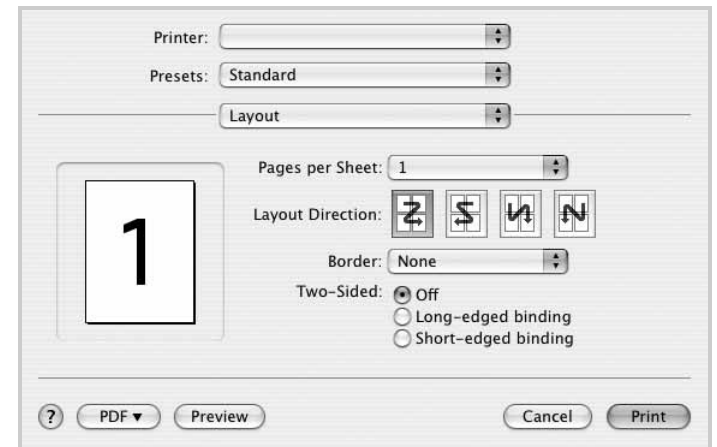 Printer:
Presets: Standard
Layout
Pages per Sheet: 1
1
Layout Direction:
Border: None
Two-Sided: Off
Long-edged binding
Short-edged binding
? PDF▼ Preview Cancel Print